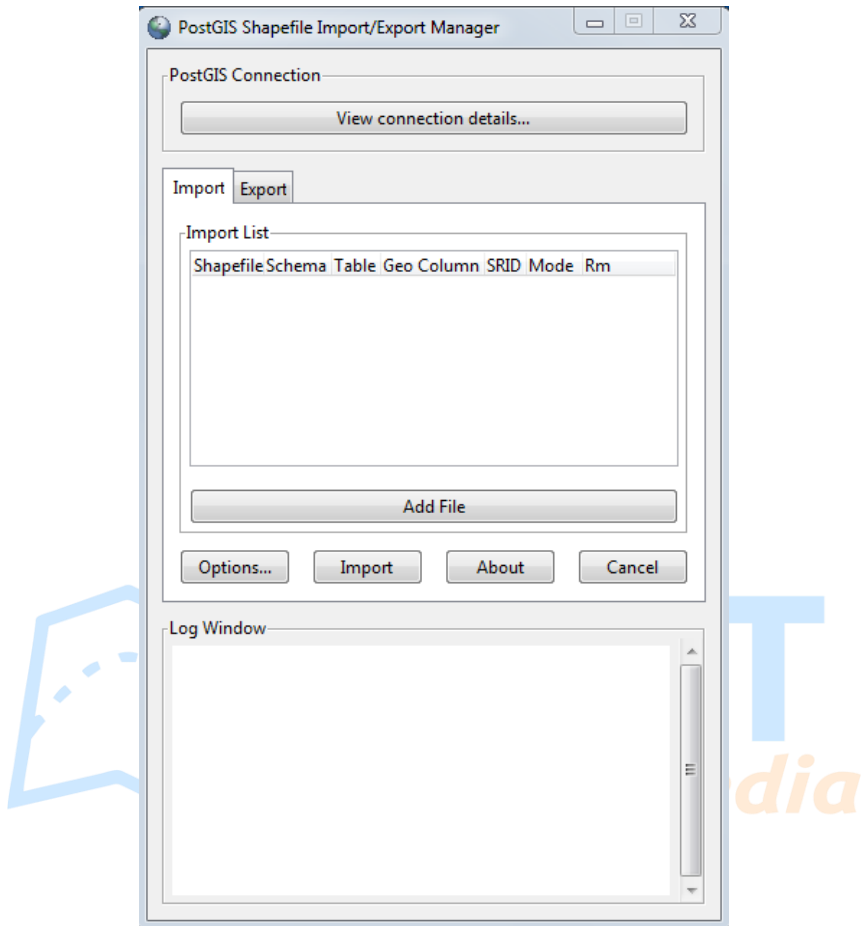 PostGIS Shapefile Import/Export Manager
PostGIS Connection
View connection details...
Import Export
Import List
Shapefile Schema Table Geo Column SRID Mode Rm
Add File
Options... Import About Cancel
Log Window
T
dia